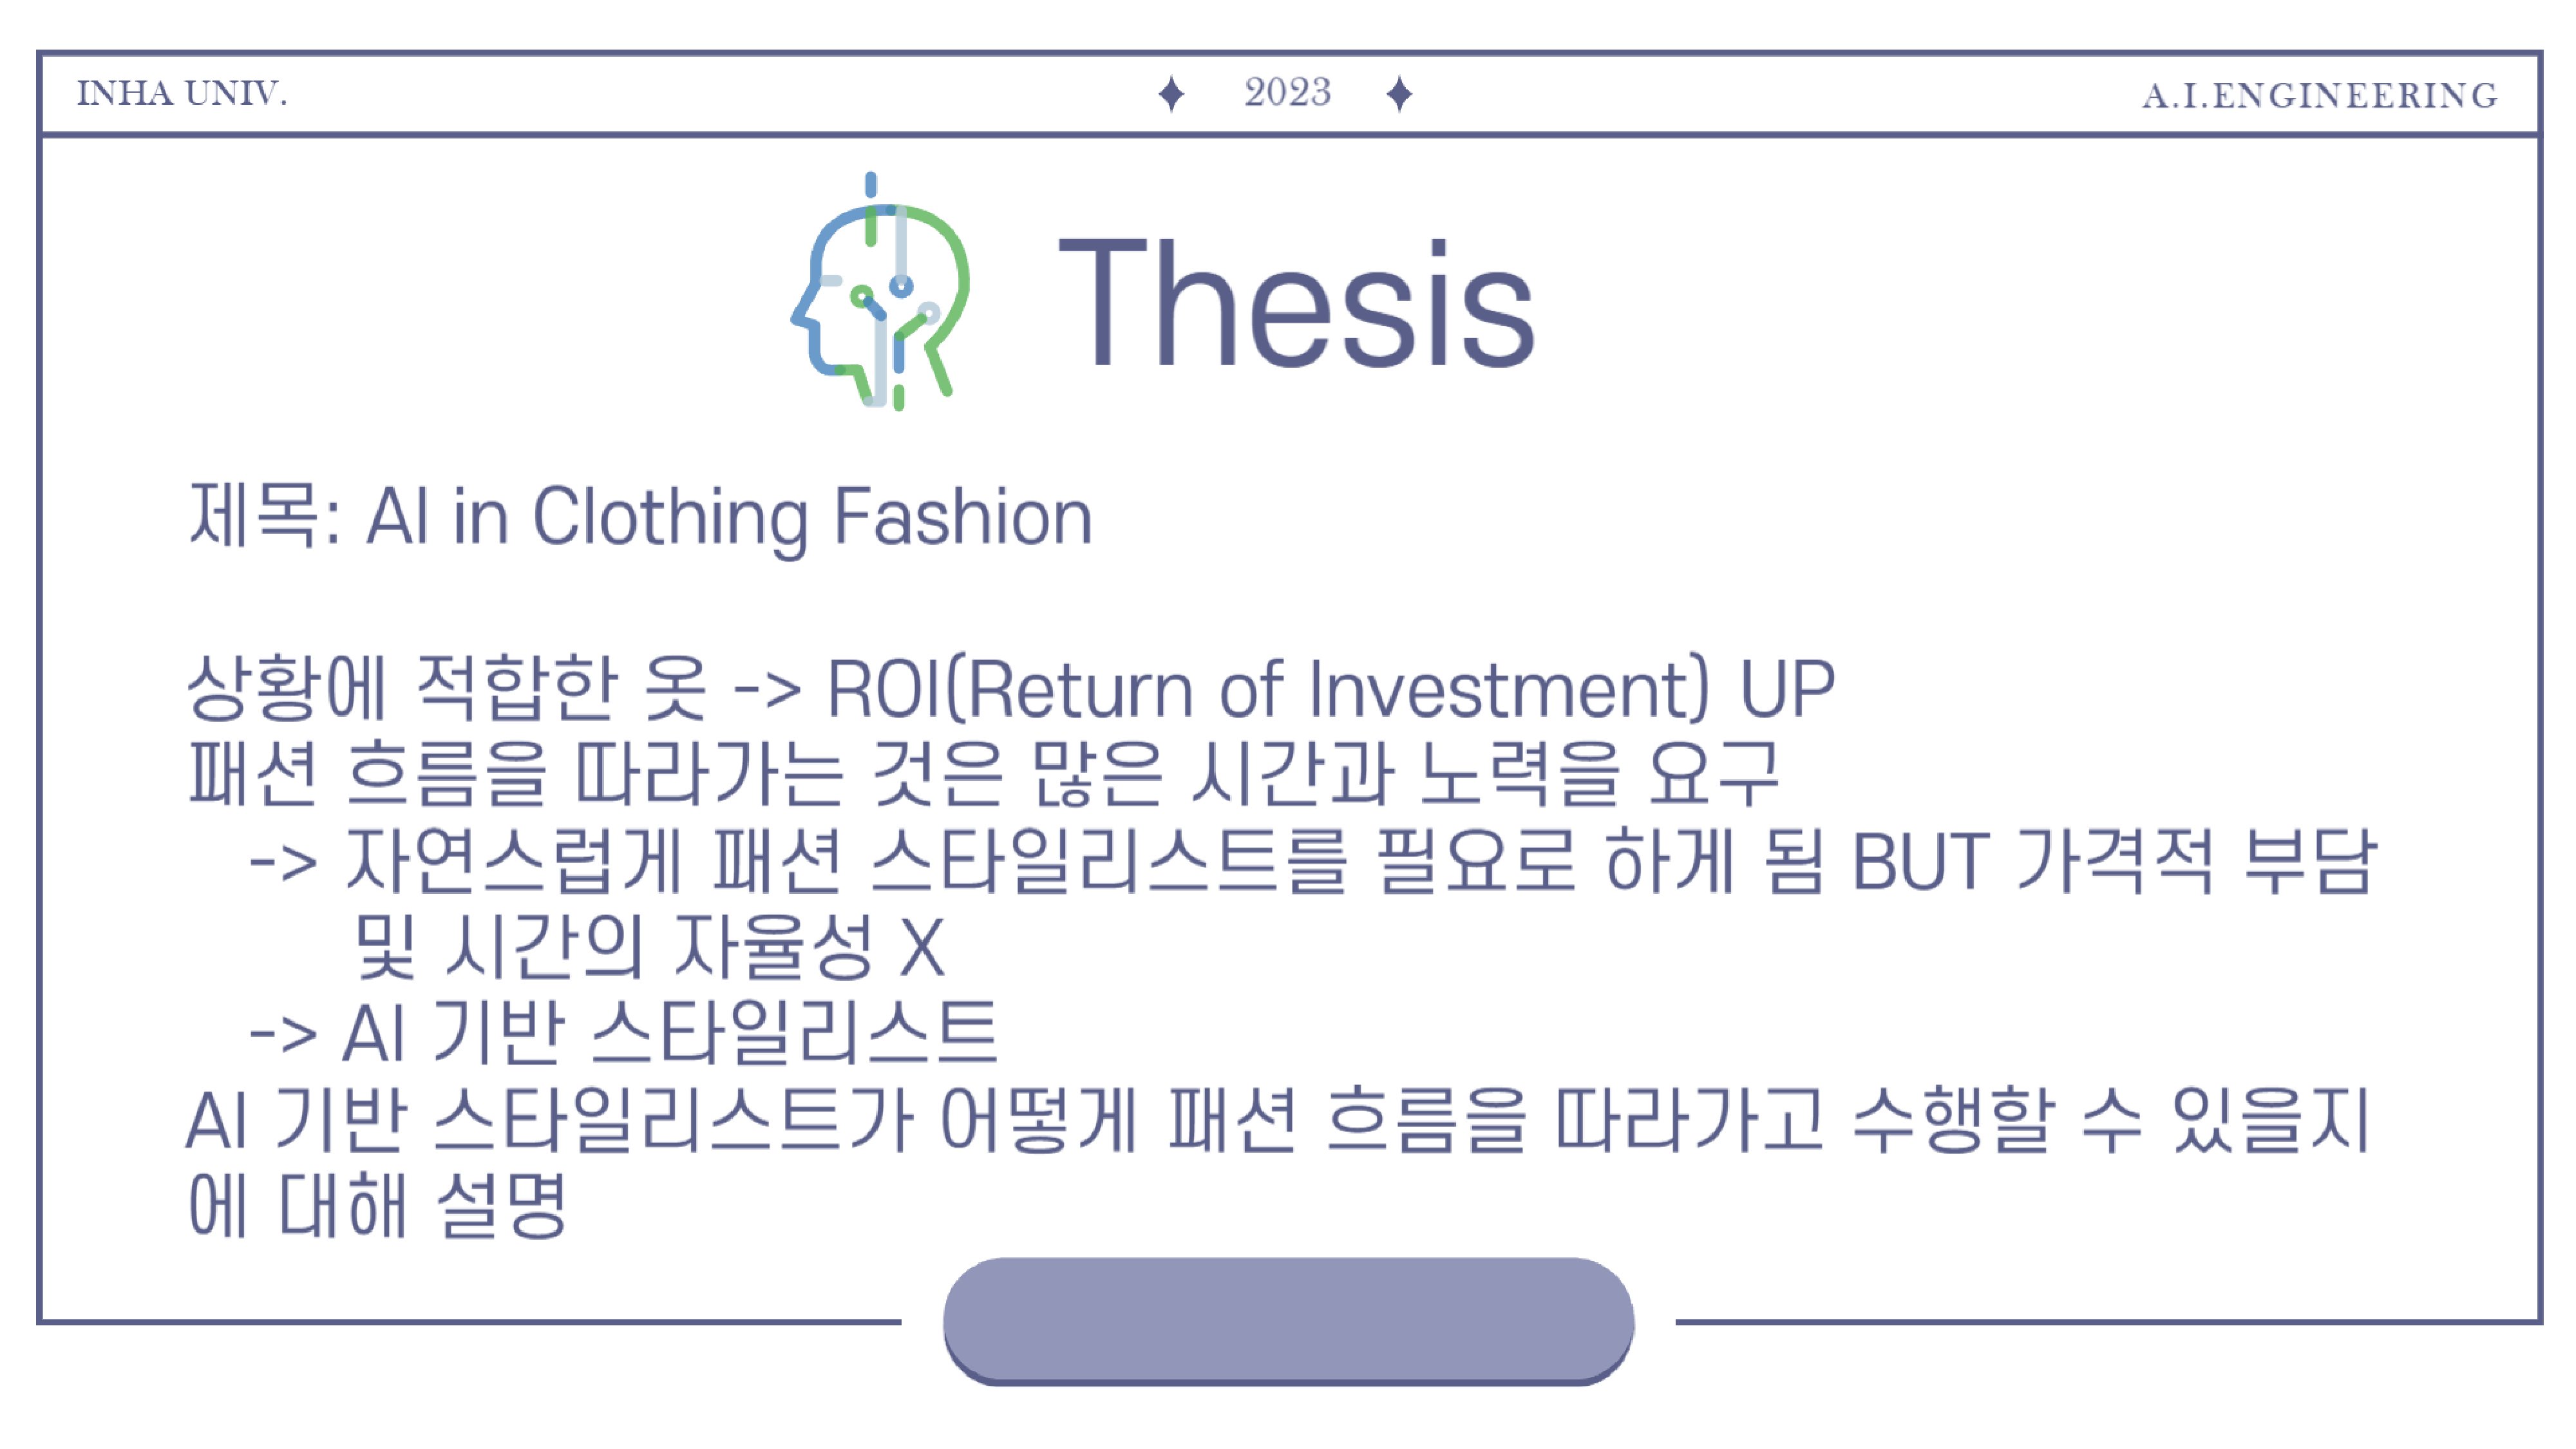 INHA UNIV.
2023
A.I.ENGINEERING
Thesis
제목: AI in Clothing Fashion
상황에 적합한 옷 -> ROI(Return of Investment) UP
패션 흐름을 따라가는 것은 많은 시간과 노력을 요구
-> 자연스럽게 패션 스타일리스트를 필요로 하게 됨 BUT 가격적 부담
및 시간의 자율성 X
-> AI 기반 스타일리스트
AI 기반 스타일리스트가 어떻게 패션 흐름을 따라가고 수행할 수 있을지
에 대해 설명